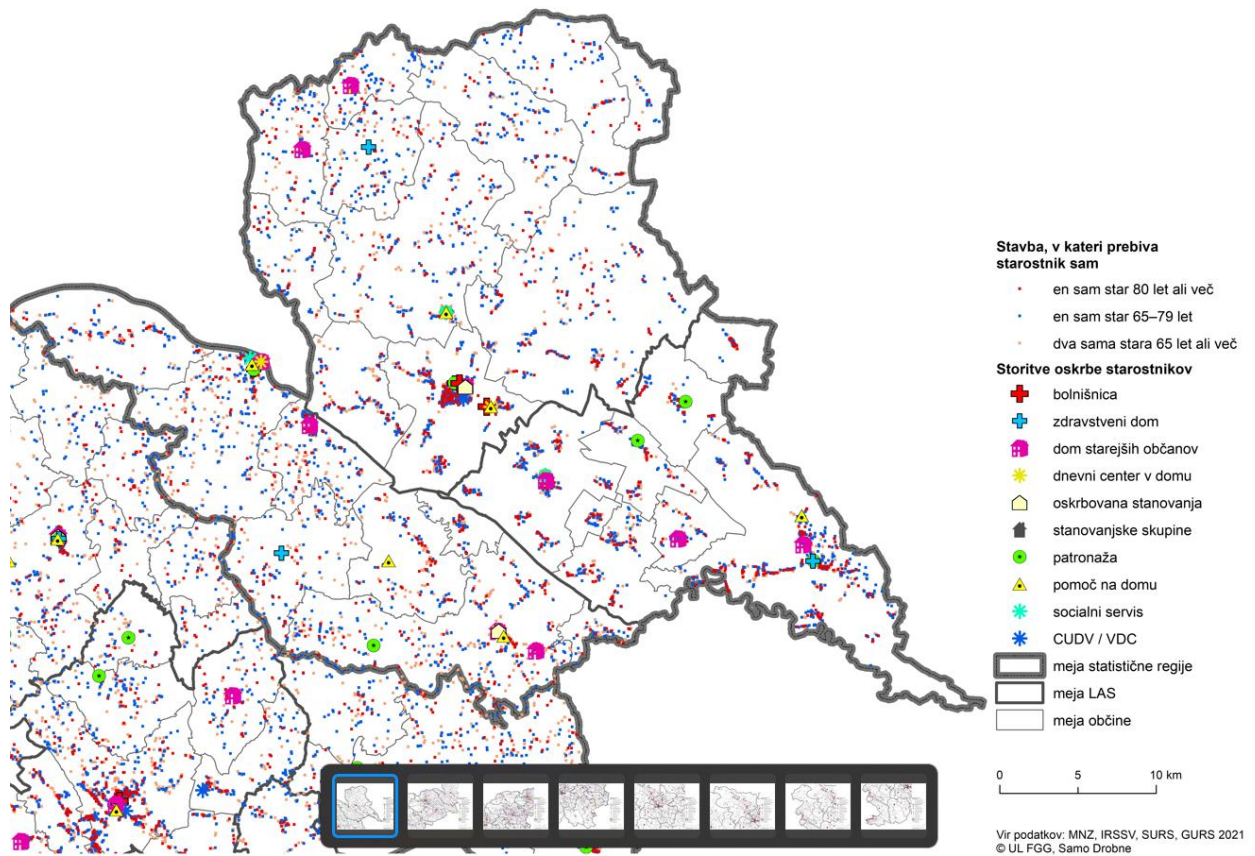 Stavba, v kateri prebiva
starostnik sam
en sam star 80 let ali več
en sam star 65–79 let
dva sama stara 65 let ali več
Storitve oskrbe starostnikov
bolnišnica
zdravstveni dom
dom starejših občanov
dnevni center v domu
oskrbovana stanovanja
stanovanjske skupine
patronaža
pomoč na domu
socialni servis
CUDV / VDC
meja statistične regije
meja LAS
meja občine
0 5 10 km
Vir podatkov: MNZ, IRSSV, SURS, GURS 2021
© UL FGG, Samo Drobne